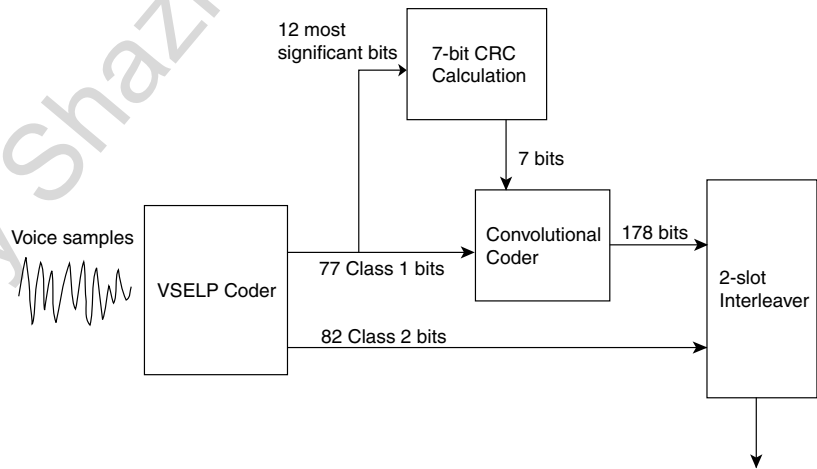 12 most
significant bits
7-bit CRC
Calculation
7 bits
Voice samples
VSELP Coder
77 Class 1 bits
Convolutional
Coder
178 bits
2-slot
Interleaver
82 Class 2 bits
y Shazi